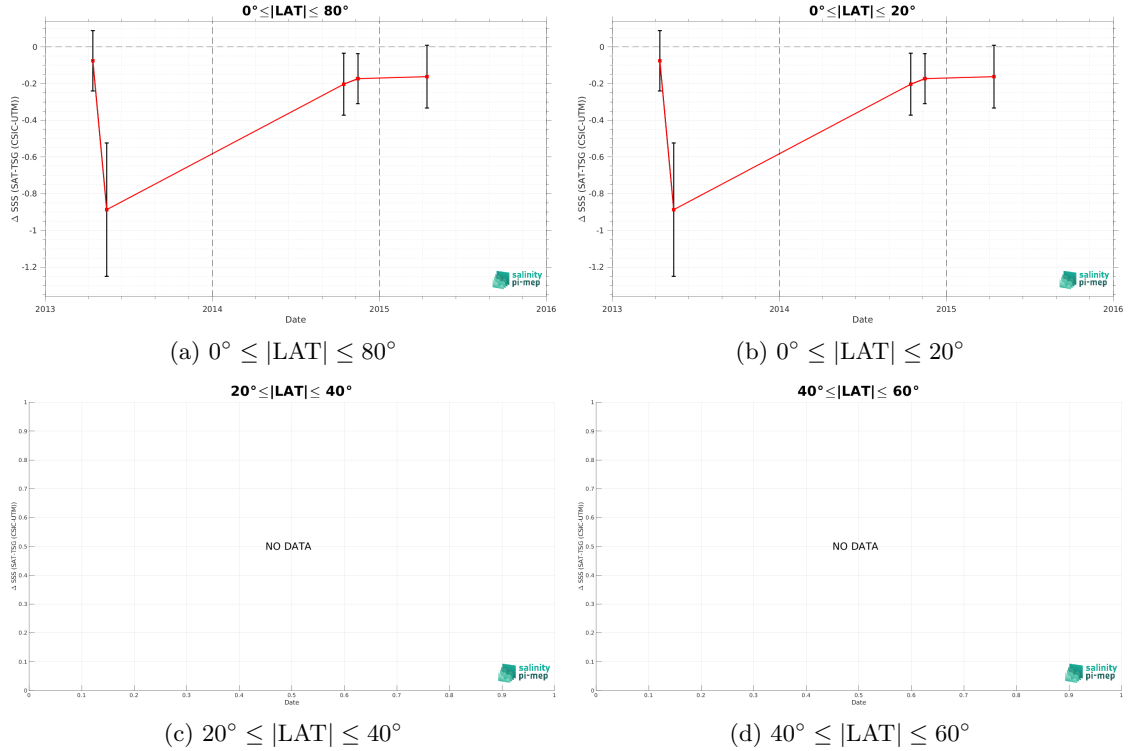 0°≤|LAT|≤ 80°
Δ SSS (SAT-TSG (CSIC-UTM))
0
-0.2
-0.4
-0.6
-0.8
-1
-1.2
2013 2014 2015 2016
Date
salinity
pi-mep
(a) 0° ≤ |LAT| ≤ 80°
0°≤|LAT|≤ 20°
Δ SSS (SAT-TSG (CSIC-UTM))
0
-0.2
-0.4
-0.6
-0.8
-1
-1.2
2013 2014 2015 2016
Date
salinity
pi-mep
(b) 0° ≤ |LAT| ≤ 20°
20°≤|LAT|≤ 40°
Δ SSS (SAT-TSG (CSIC-UTM))
1
0.9
0.8
0.7
0.6
0.5
0.4
0.3
0.2
0.1
0
NO DATA
0 0.1 0.2 0.3 0.4 0.5 0.6 0.7 0.8 0.9 1
Date
salinity
pi-mep
(c) 20° ≤ |LAT| ≤ 40°
40°≤|LAT|≤ 60°
Δ SSS (SAT-TSG (CSIC-UTM))
1
0.9
0.8
0.7
0.6
0.5
0.4
0.3
0.2
0.1
0
NO DATA
0 0.1 0.2 0.3 0.4 0.5 0.6 0.7 0.8 0.9 1
Date
salinity
pi-mep
(d) 40° ≤ |LAT| ≤ 60°